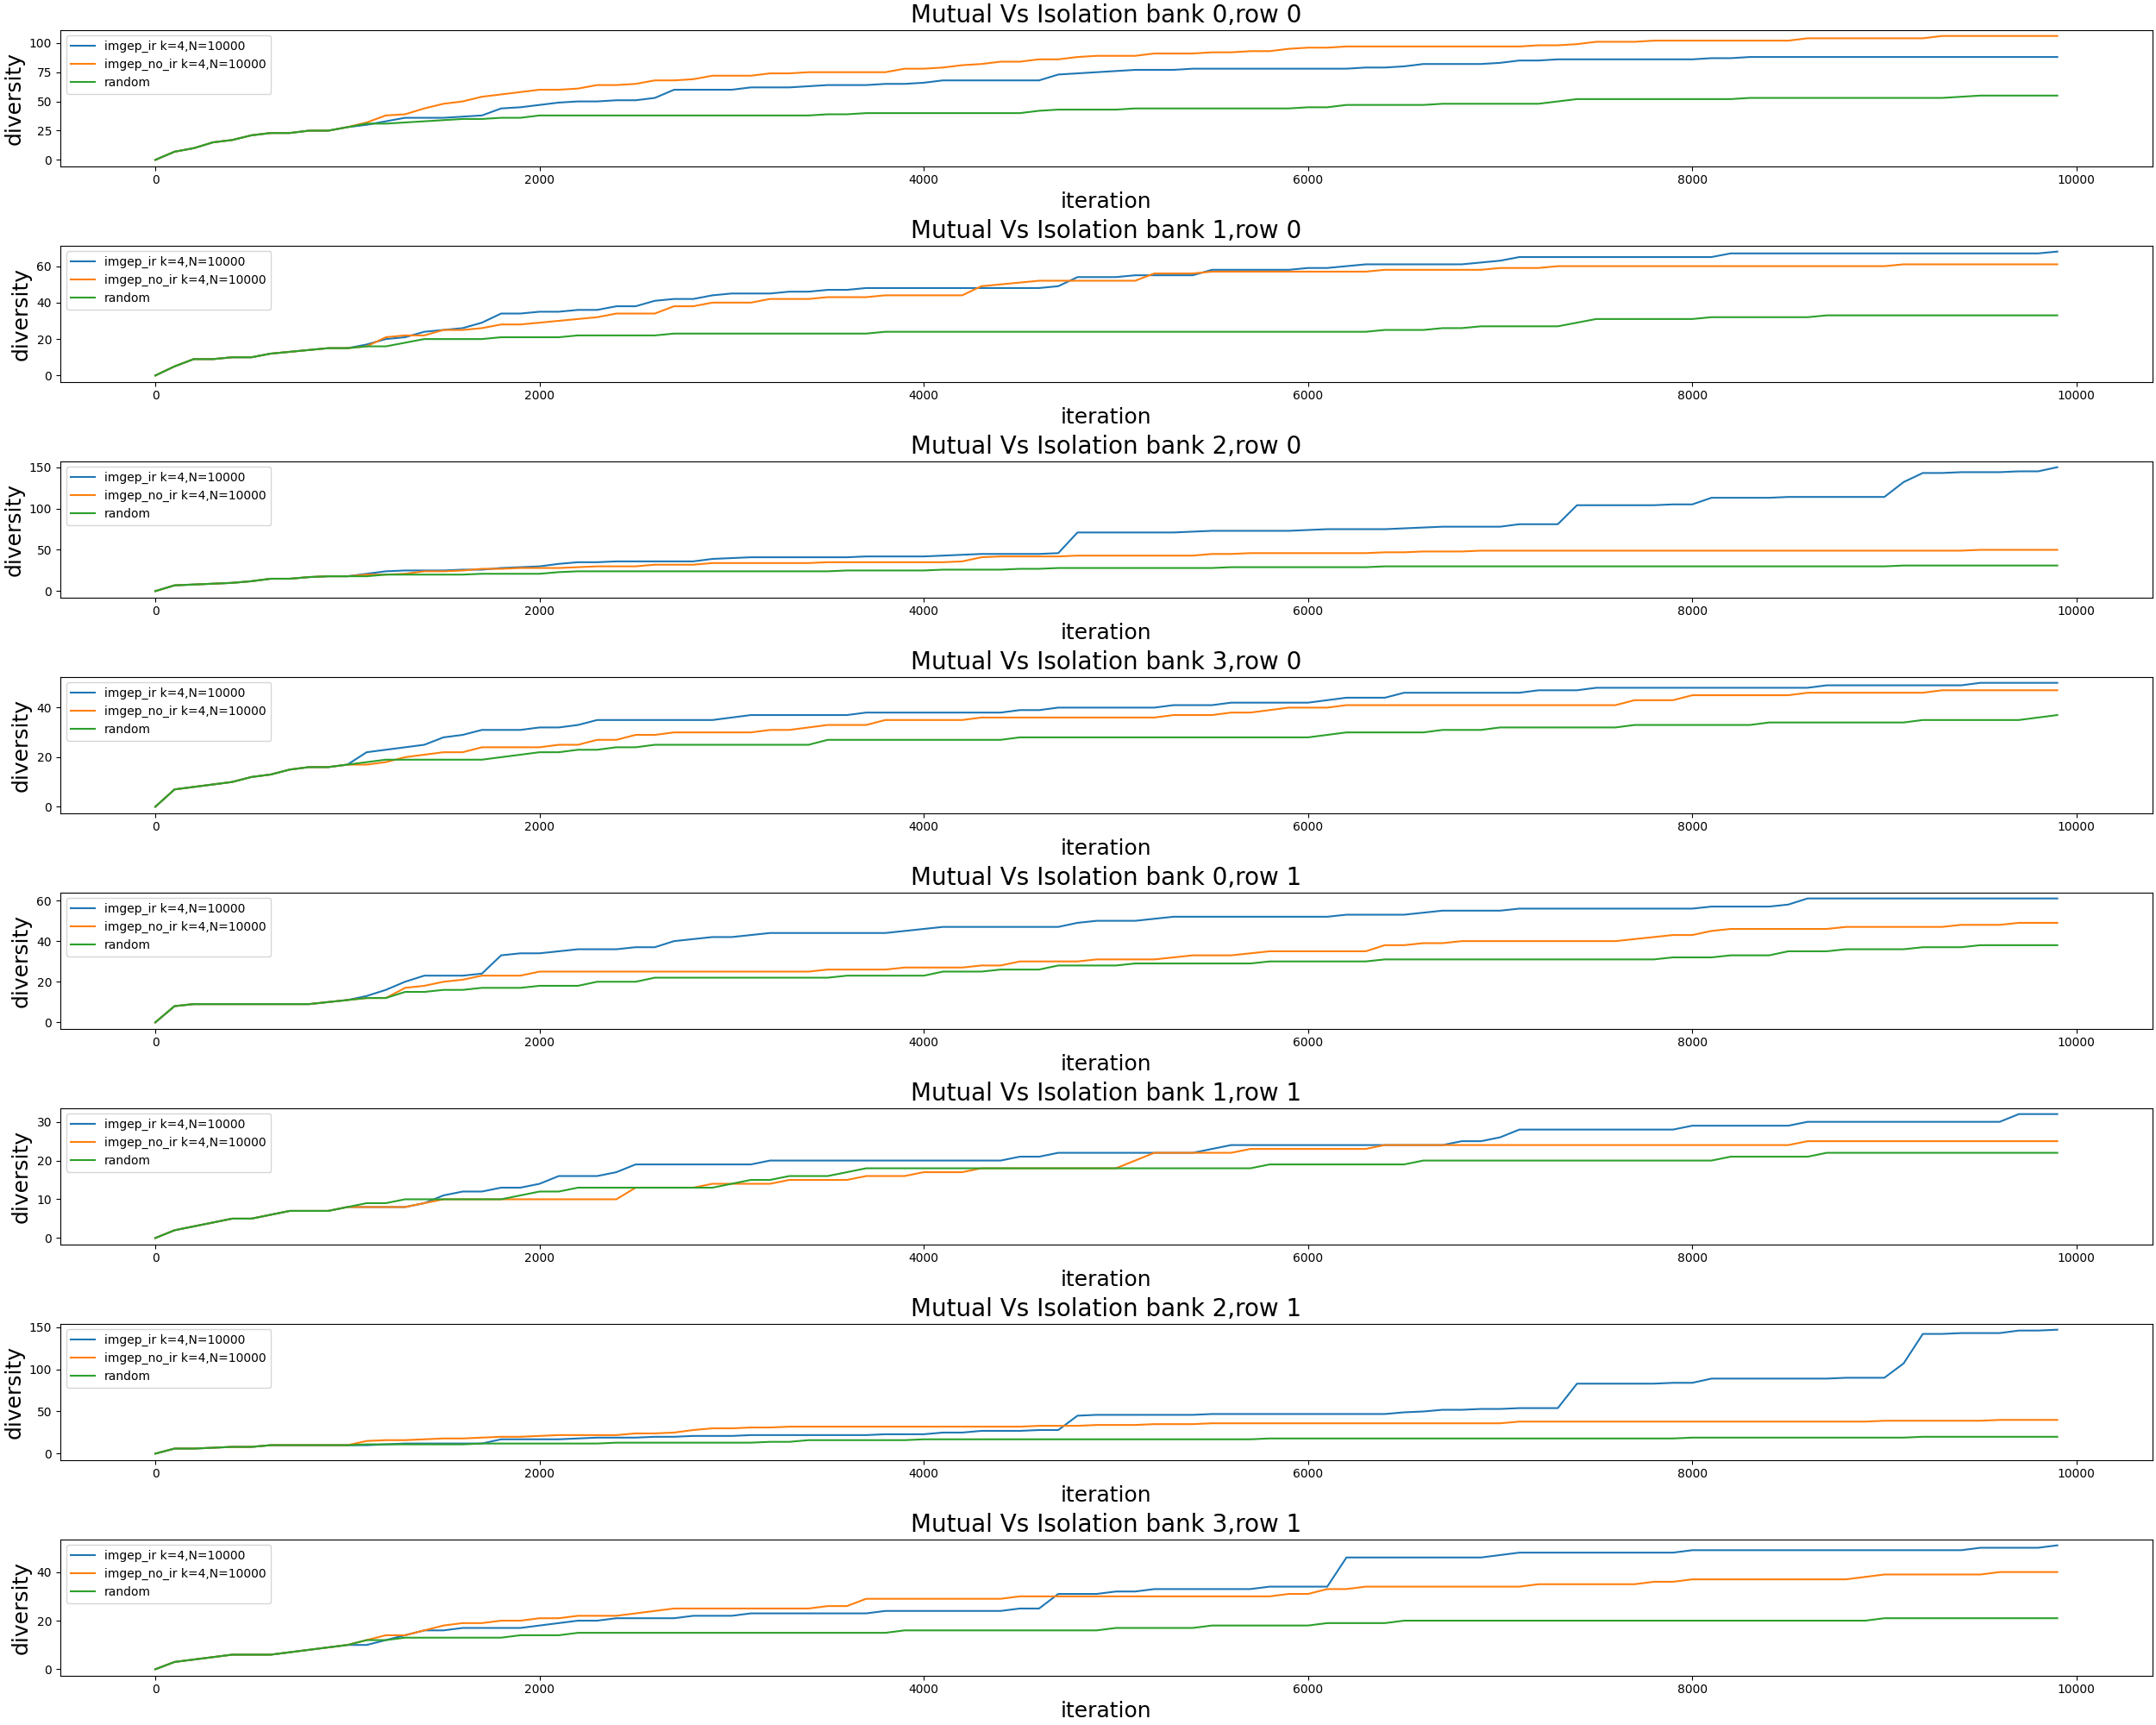 Mutual Vs Isolation bank 0,row 0
diversity
100
75
50
25
0
imgep_ir k=4,N=10000
imgep_no_ir k=4,N=10000
random
0 2000 4000 6000 8000 10000
iteration
Mutual Vs Isolation bank 1,row 0
diversity
60
40
20
0
imgep_ir k=4,N=10000
imgep_no_ir k=4,N=10000
random
0 2000 4000 6000 8000 10000
iteration
Mutual Vs Isolation bank 2,row 0
diversity
150
100
50
0
imgep_ir k=4,N=10000
imgep_no_ir k=4,N=10000
random
0 2000 4000 6000 8000 10000
iteration
Mutual Vs Isolation bank 3,row 0
diversity
40
20
0
imgep_ir k=4,N=10000
imgep_no_ir k=4,N=10000
random
0 2000 4000 6000 8000 10000
iteration
Mutual Vs Isolation bank 0,row 1
diversity
60
40
20
0
imgep_ir k=4,N=10000
imgep_no_ir k=4,N=10000
random
0 2000 4000 6000 8000 10000
iteration
Mutual Vs Isolation bank 1,row 1
diversity
30
20
10
0
imgep_ir k=4,N=10000
imgep_no_ir k=4,N=10000
random
0 2000 4000 6000 8000 10000
iteration
Mutual Vs Isolation bank 2,row 1
diversity
150
100
50
0
imgep_ir k=4,N=10000
imgep_no_ir k=4,N=10000
random
0 2000 4000 6000 8000 10000
iteration
Mutual Vs Isolation bank 3,row 1
diversity
40
20
0
imgep_ir k=4,N=10000
imgep_no_ir k=4,N=10000
random
0 2000 4000 6000 8000 10000
iteration